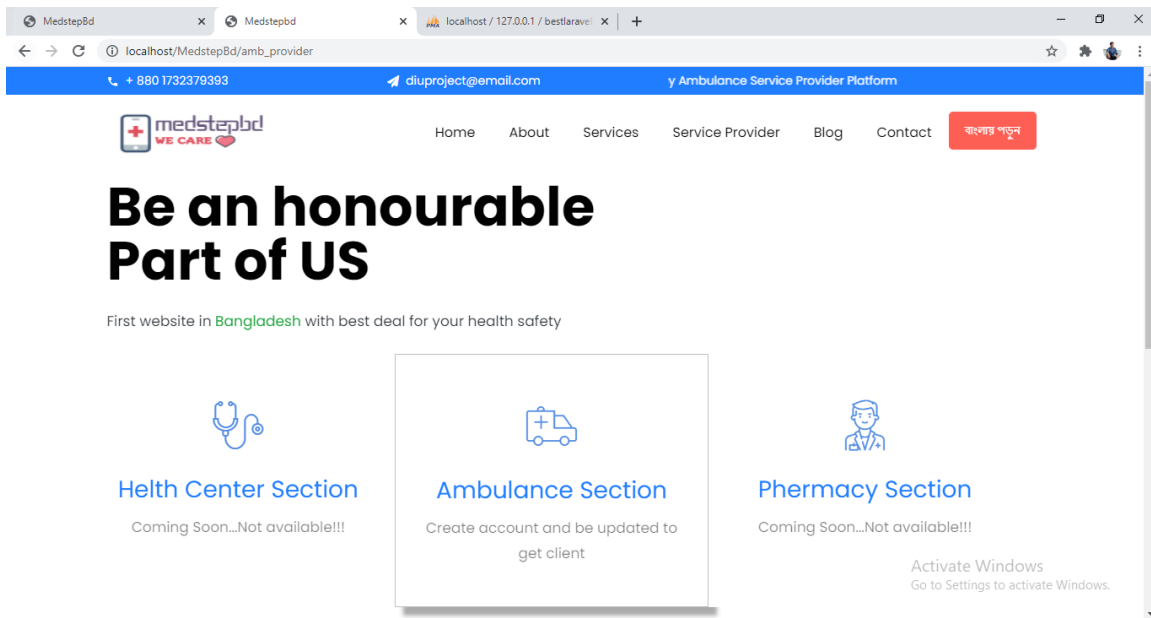 MedstepBd
Medstepbd
localhost / 127.0.0.1 / bestlaravel
localhost/MedstepBd/amb_provider
+ 880 1732379393
diuproject@email.com
y Ambulance Service Provider Platform
medstepbd
WE CARE
Home
About
Services
Service Provider
Blog
Contact
বাংলায় পড়ুন
Be an honourable
Part of US
First website in Bangladesh with best deal for your health safety
Helth Center Section
Coming Soon...Not available!!!
Ambulance Section
Create account and be updated to
get client
Phermacy Section
Coming Soon...Not available!!!
Activate Windows
Go to Settings to activate Windows.